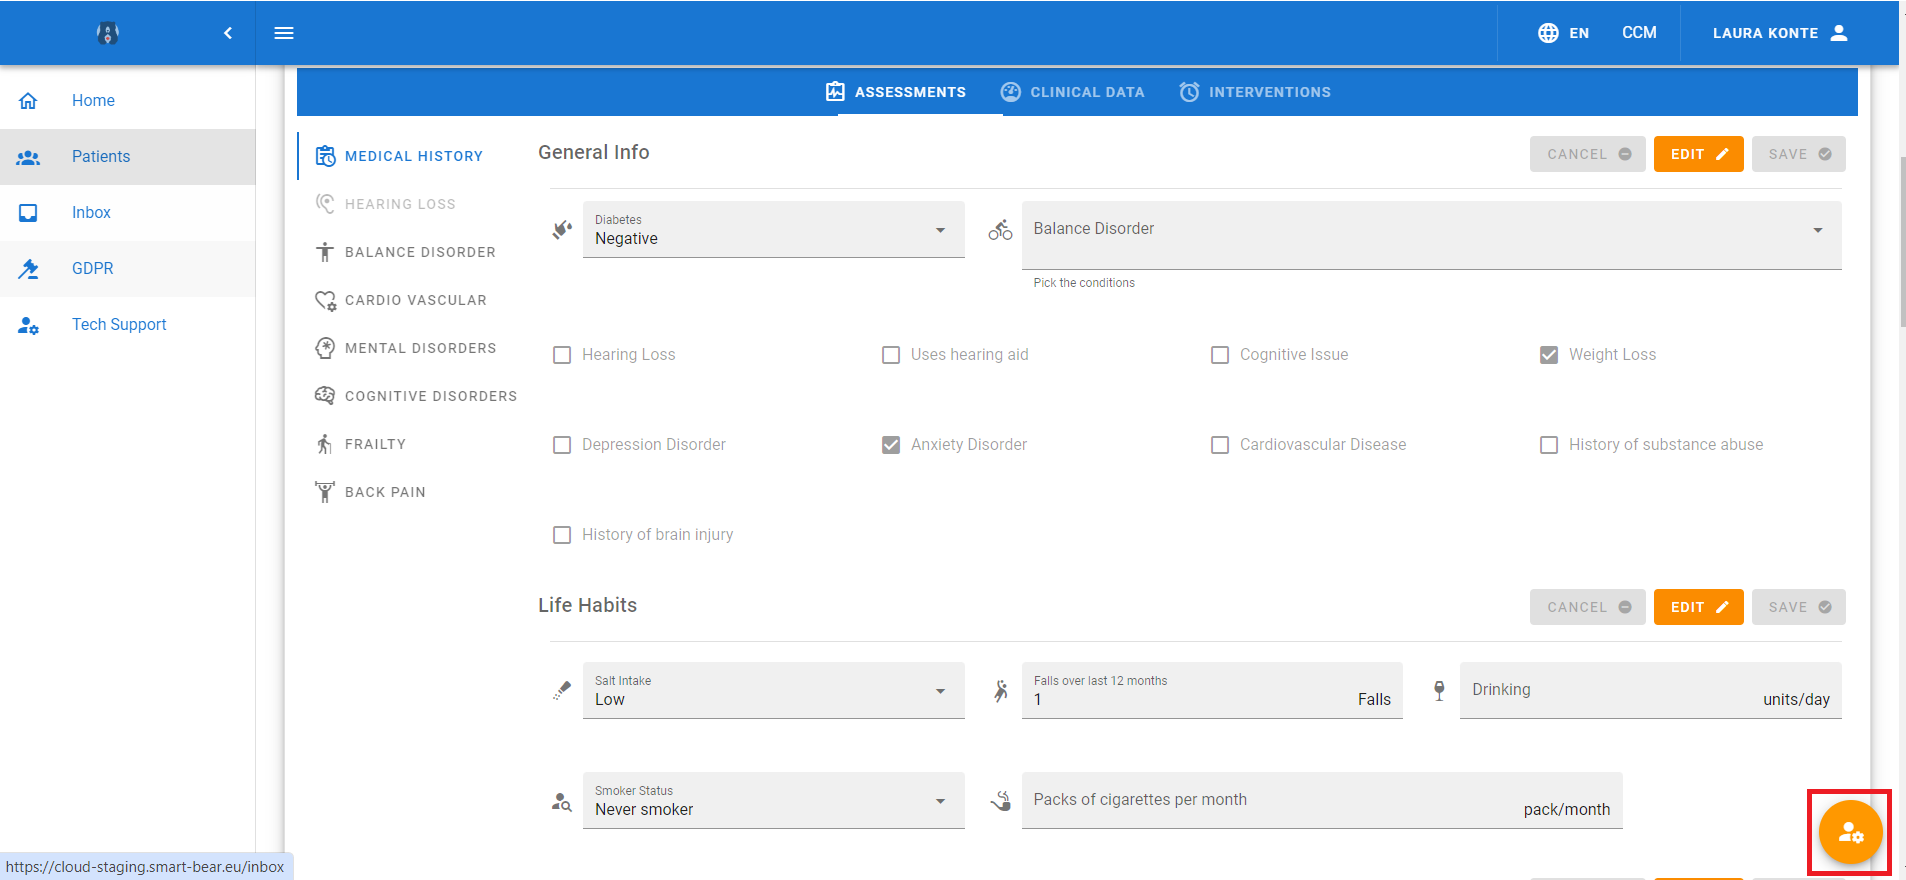 EN
CCM
LAURA KONTE
Home
Patients
Inbox
GDPR
Tech Support
ASSESSMENTS
CLINICAL DATA
INTERVENTIONS
MEDICAL HISTORY
HEARING LOSS
BALANCE DISORDER
CARDIO VASCULAR
MENTAL DISORDERS
COGNITIVE DISORDERS
FRAILTY
BACK PAIN
General Info
CANCEL
EDIT
SAVE
Diabetes
Negative
Balance Disorder
Pick the conditions
Hearing Loss
Uses hearing aid
Cognitive Issue
Weight Loss
Depression Disorder
Anxiety Disorder
Cardiovascular Disease
History of substance abuse
History of brain injury
Life Habits
CANCEL
EDIT
SAVE
Salt Intake
Low
Falls over last 12 months
1 Falls
Drinking
units/day
Smoker Status
Never smoker
Packs of cigarettes per month
pack/month
https://cloud-staging.smart-bear.eu/inbox